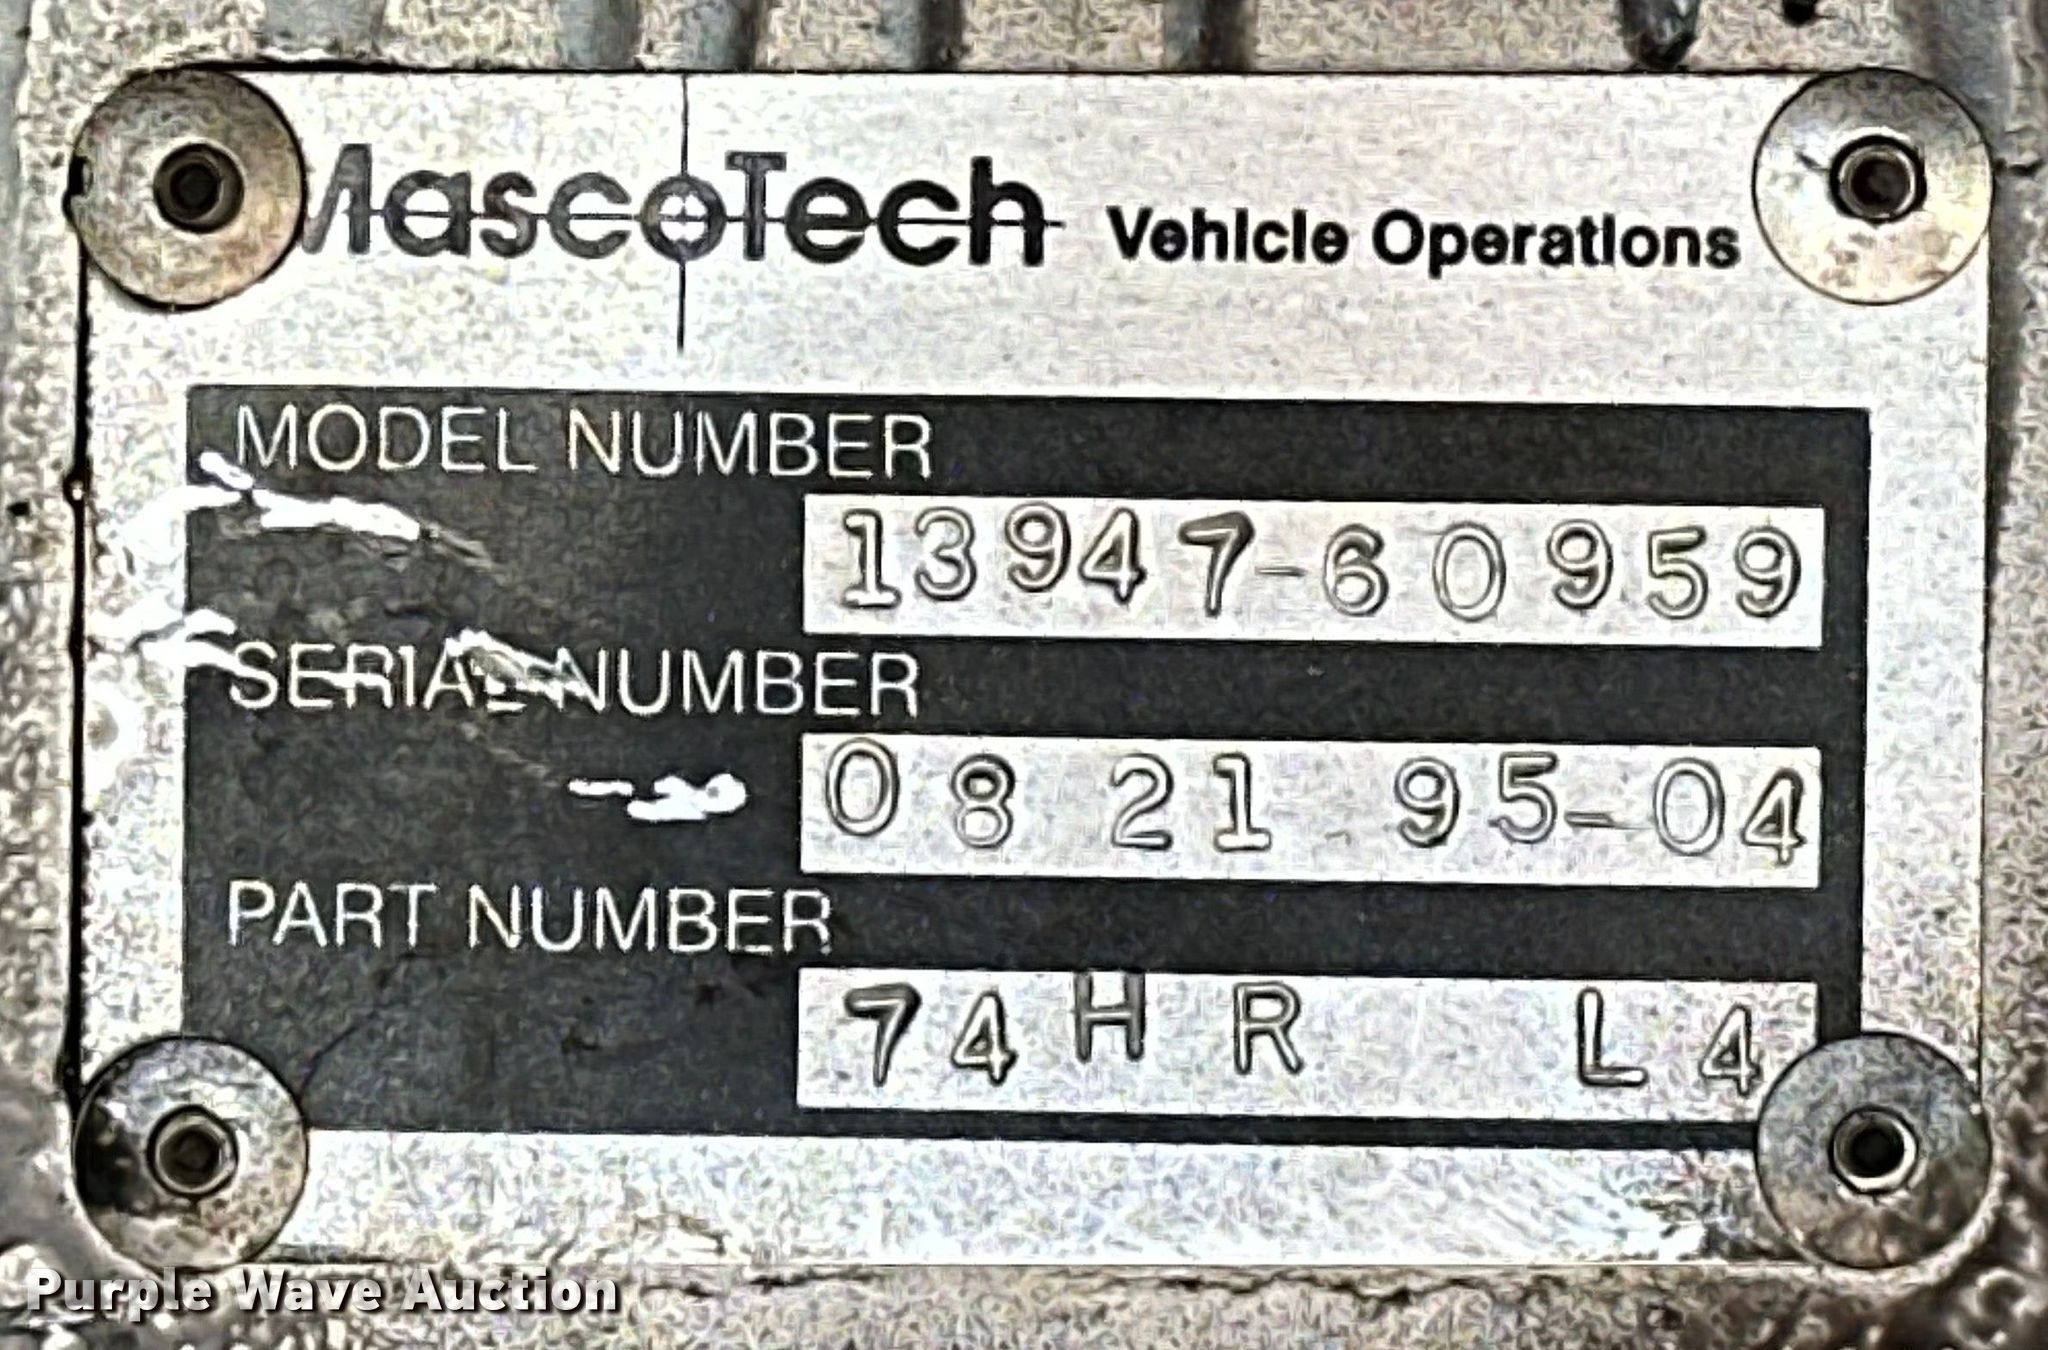 MascoTech Vehicle Operations
MODEL NUMBER
13947-60959
SERIAL NUMBER
08 21 95-04
PART NUMBER
74HR L4
Purple Wave Auction